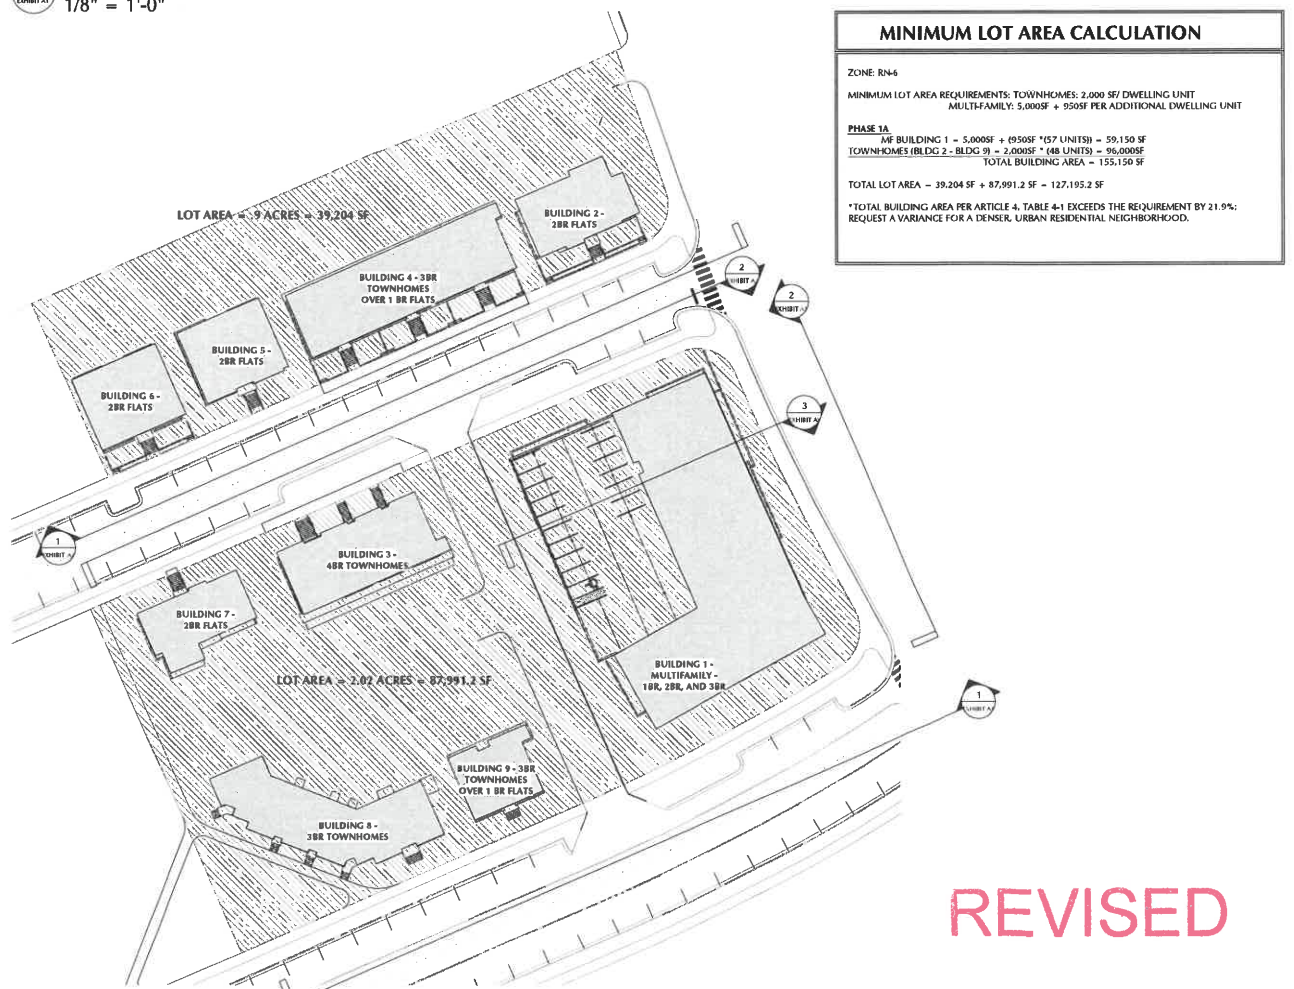 EXHIBIT A1
1/8" = 1'-0"
MINIMUM LOT AREA CALCULATION
ZONE: RN-6
MINIMUM LOT AREA REQUIREMENTS: TOWNHOMES: 2,000 SF/ DWELLING UNIT
MULTI-FAMILY: 5,000SF + 950SF PER ADDITIONAL DWELLING UNIT
PHASE 1A
MF BUILDING 1 = 5,000SF + (950SF *(57 UNITS)) = 59,150 SF
TOWNHOMES (BLDG 2 - BLDG 9) = 2,000SF * (48 UNITS) = 96,000SF
TOTAL BUILDING AREA = 155,150 SF
TOTAL LOT AREA = 39,204 SF + 87,991.2 SF = 127,195.2 SF
*TOTAL BUILDING AREA PER ARTICLE 4, TABLE 4-1 EXCEEDS THE REQUIREMENT BY 21.9%;
REQUEST A VARIANCE FOR A DENSER, URBAN RESIDENTIAL NEIGHBORHOOD.
LOT AREA = .9 ACRES = 39,204 SF
BUILDING 2 -
2BR FLATS
BUILDING 4 - 3BR
TOWNHOMES
OVER 1 BR FLATS
2
EXHIBIT A
2
EXHIBIT A
BUILDING 5 -
2BR FLATS
BUILDING 6 -
2BR FLATS
3
EXHIBIT A
1
EXHIBIT A
BUILDING 3 -
4BR TOWNHOMES
BUILDING 7 -
2BR FLATS
BUILDING 1 -
MULTIFAMILY -
1BR, 2BR, AND 3BR
LOT AREA = 2.02 ACRES = 87,991.2 SF
1
EXHIBIT A
BUILDING 9 - 3BR
TOWNHOMES
OVER 1 BR FLATS
BUILDING 8 -
3BR TOWNHOMES
REVISED